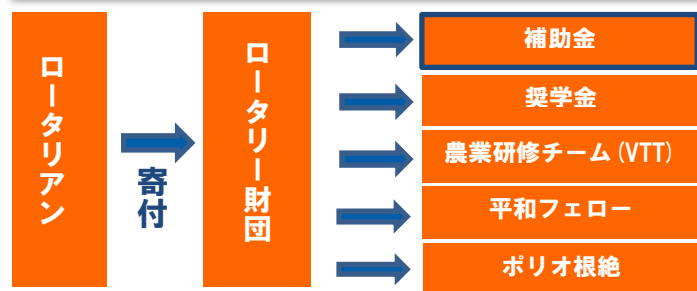 ロータリアン
寄付
ロータリー財団
補助金
奨学金
農業研修チーム(VTT)
平和フェロー
ポリオ根絶